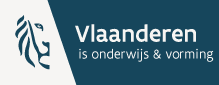 Vlaanderen
is onderwijs & vorming